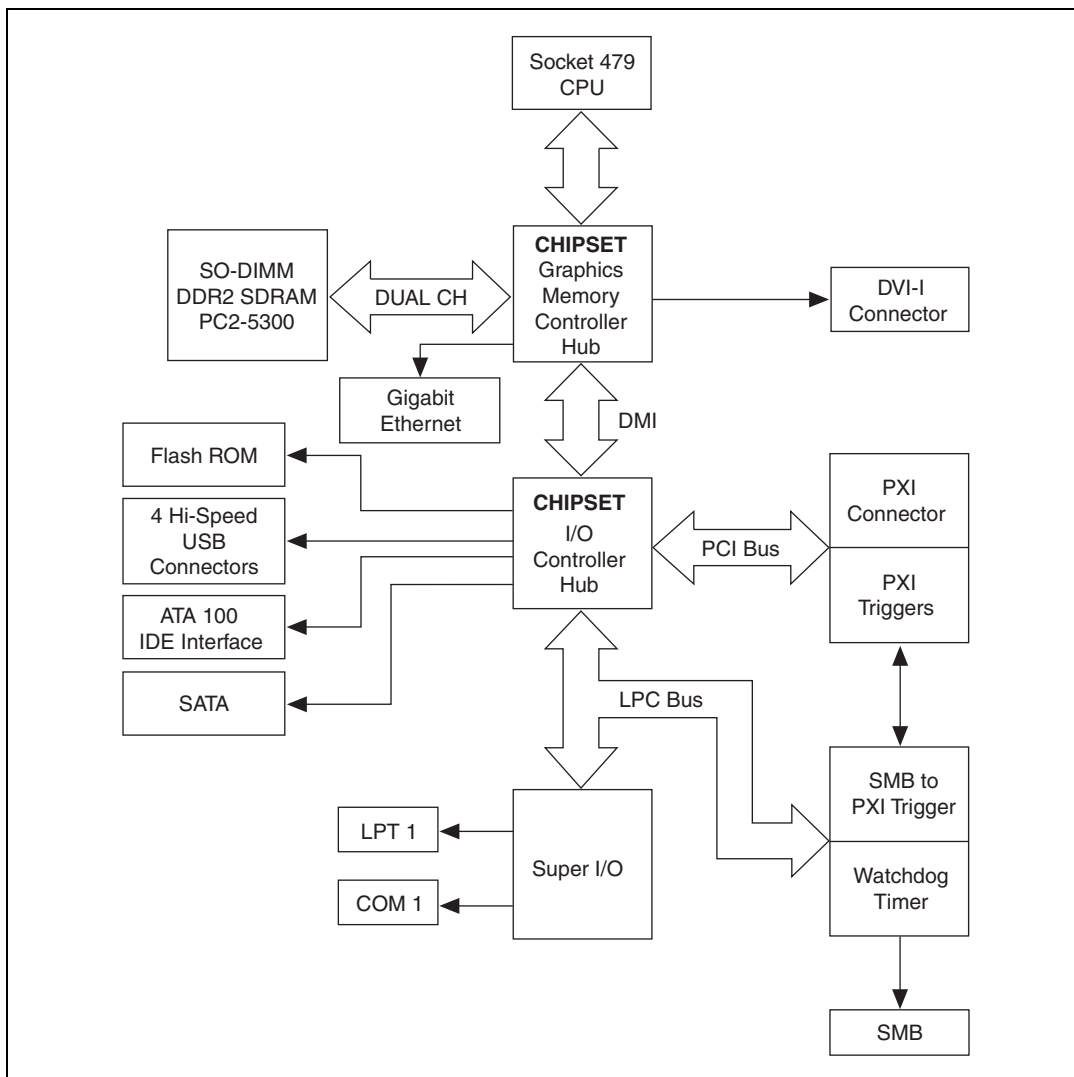 Socket 479
CPU
CHIPSET
Graphics
Memory
Controller
Hub
SO-DIMM
DDR2 SDRAM
PC2-5300
DUAL CH
DVI-I
Connector
Gigabit
Ethernet
DMI
Flash ROM
4 Hi-Speed
USB
Connectors
ATA 100
IDE Interface
SATA
CHIPSET
I/O
Controller
Hub
PCI Bus
PXI
Connector
PXI
Triggers
LPC Bus
SMB to
PXI Trigger
Watchdog
Timer
LPT 1
COM 1
Super I/O
SMB